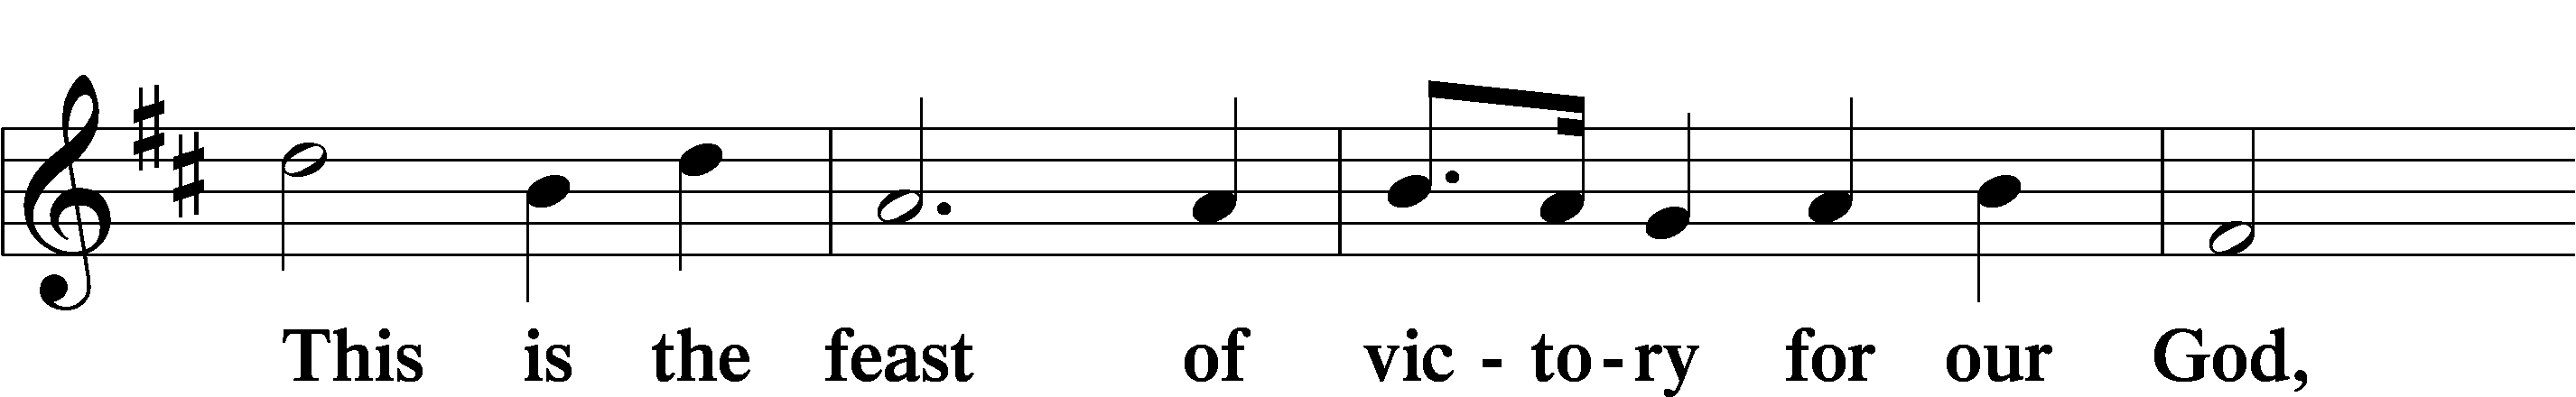 This is the feast of vic - to - ry for our God,